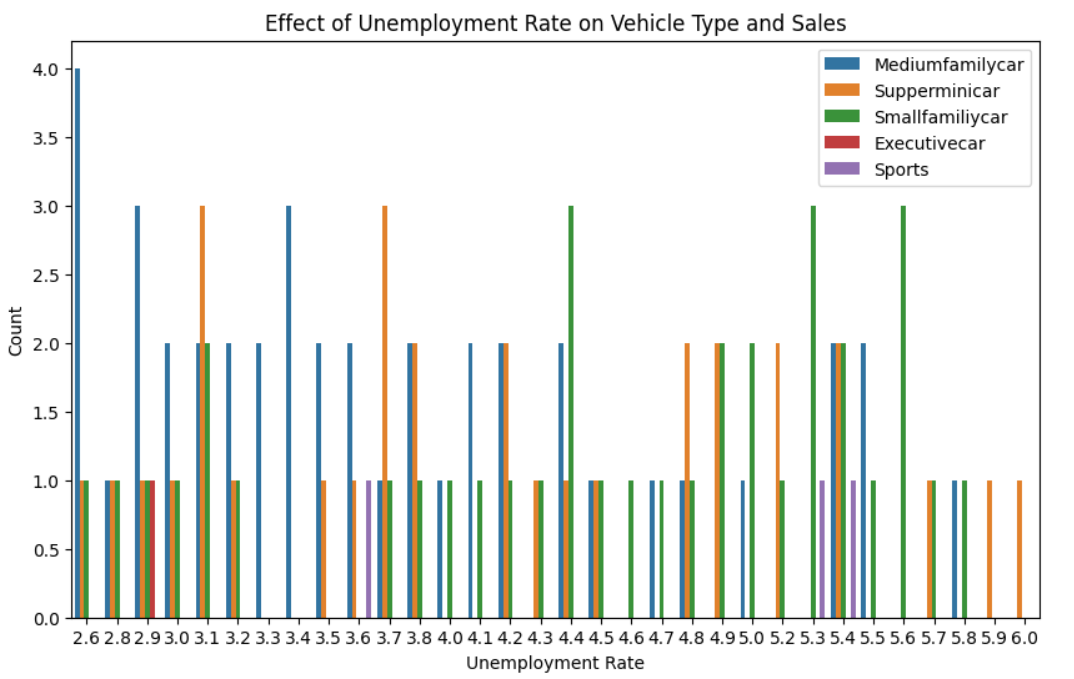 Effect of Unemployment Rate on Vehicle Type and Sales
Mediumfamilycar
Supperminicar
Smallfamiliycar
Executivecar
Sports
4.0
3.5
3.0
2.5
2.0
1.5
1.0
0.5
0.0
Count
2.6 2.8 2.9 3.0 3.1 3.2 3.3 3.4 3.5 3.6 3.7 3.8 4.0 4.1 4.2 4.3 4.4 4.5 4.6 4.7 4.8 4.9 5.0 5.2 5.3 5.4 5.5 5.6 5.7 5.8 5.9 6.0
Unemployment Rate